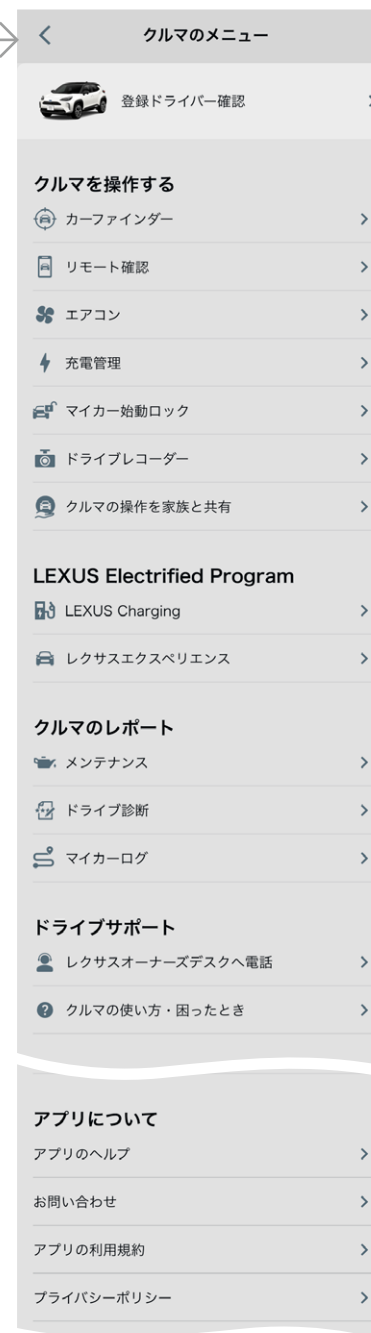 クルマのメニュー
登録ドライバー確認
クルマを操作する
カーファインダー
リモート確認
エアコン
充電管理
マイカー始動ロック
ドライブレコーダー
クルマの操作を家族と共有
LEXUS Electrified Program
LEXUS Charging
レクサスエクスペリエンス
クルマのレポート
メンテナンス
ドライブ診断
マイカーログ
ドライブサポート
レクサスオーナーズデスクへ電話
クルマの使い方・困ったとき
アプリについて
アプリのヘルプ
お問い合わせ
アプリの利用規約
プライバシーポリシー